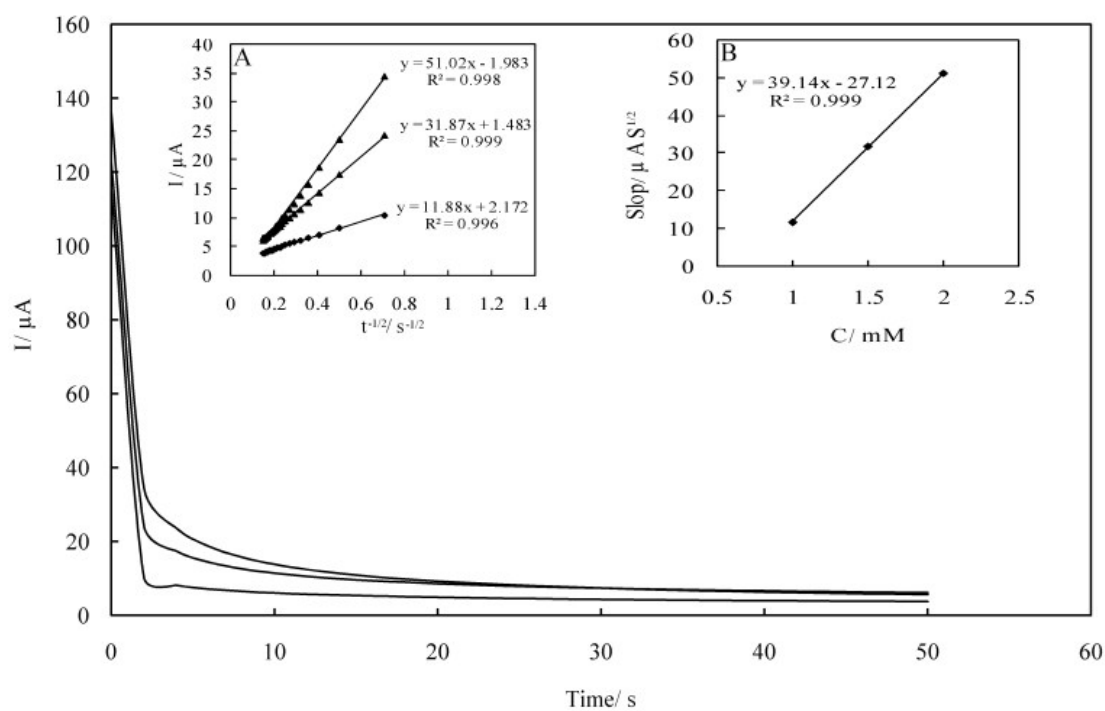 160
140
120
100
80
60
40
20
0
I/ µA
0
10
20
30
40
50
60
Time/ s
A
40
35
30
25
20
15
10
5
0
I/ µA
y = 51.02x - 1.983
R² = 0.998
y = 31.87x + 1.483
R² = 0.999
y = 11.88x + 2.172
R² = 0.996
0
0.2
0.4
0.6
0.8
1
1.2
1.4
t⁻¹/²/ s⁻¹/²
B
60
50
40
30
20
10
0
Slop/ µ A S¹/²
y = 39.14x - 27.12
R² = 0.999
0.5
1
1.5
2
2.5
C/ mM